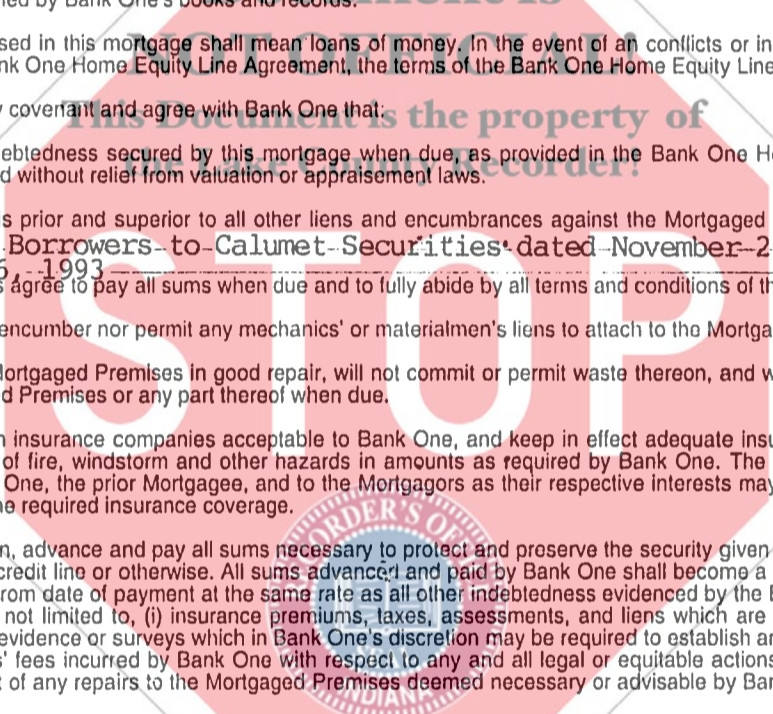 ed by Bank One's books and records.
NOT OFFICIAL!
sed in this mortgage shall mean loans of money. In the event of an conflicts or in
nk One Home Equity Line Agreement, the terms of the Bank One Home Equity Line
y covenant and agree with Bank One that:
This Document is the property of
the Lake County Recorder!
ebtedness secured by this mortgage when due, as provided in the Bank One H
d without relief from valuation or appraisement laws.
s prior and superior to all other liens and encumbrances against the Mortgaged
Borrowers to Calumet Securities dated November 2
6, 1993
s agree to pay all sums when due and to fully abide by all terms and conditions of th
encumber nor permit any mechanics' or materialmen's liens to attach to the Mortga
STOP
ortgaged Premises in good repair, will not commit or permit waste thereon, and w
d Premises or any part thereof when due.
n insurance companies acceptable to Bank One, and keep in effect adequate insu
of fire, windstorm and other hazards in amounts as required by Bank One. The
One, the prior Mortgagee, and to the Mortgagors as their respective interests may
e required insurance coverage.
n, advance and pay all sums necessary to protect and preserve the security given
credit line or otherwise. All sums advanced and paid by Bank One shall become a
rom date of payment at the same rate as all other indebtedness evidenced by the B
not limited to, (i) insurance premiums, taxes, assessments, and liens which are
evidence or surveys which in Bank One's discretion may be required to establish an
s' fees incurred by Bank One with respect to any and all legal or equitable actions
t of any repairs to the Mortgaged Premises deemed necessary or advisable by Ban
RECORDER'S OFFICE
INDIANA